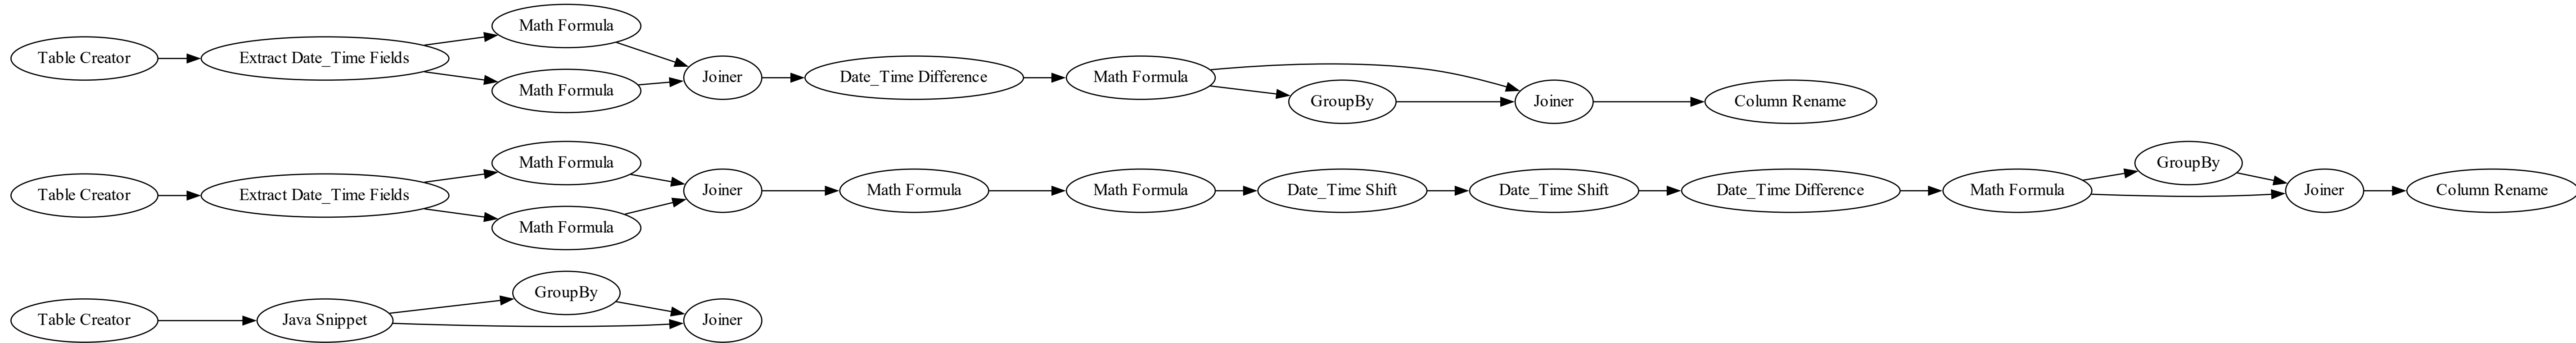 Table Creator
Extract Date_Time Fields
Math Formula
Math Formula
Joiner
Date_Time Difference
Math Formula
GroupBy
Joiner
Column Rename
Table Creator
Extract Date_Time Fields
Math Formula
Math Formula
Joiner
Math Formula
Math Formula
Date_Time Shift
Date_Time Shift
Date_Time Difference
Math Formula
GroupBy
Joiner
Column Rename
Table Creator
Java Snippet
GroupBy
Joiner